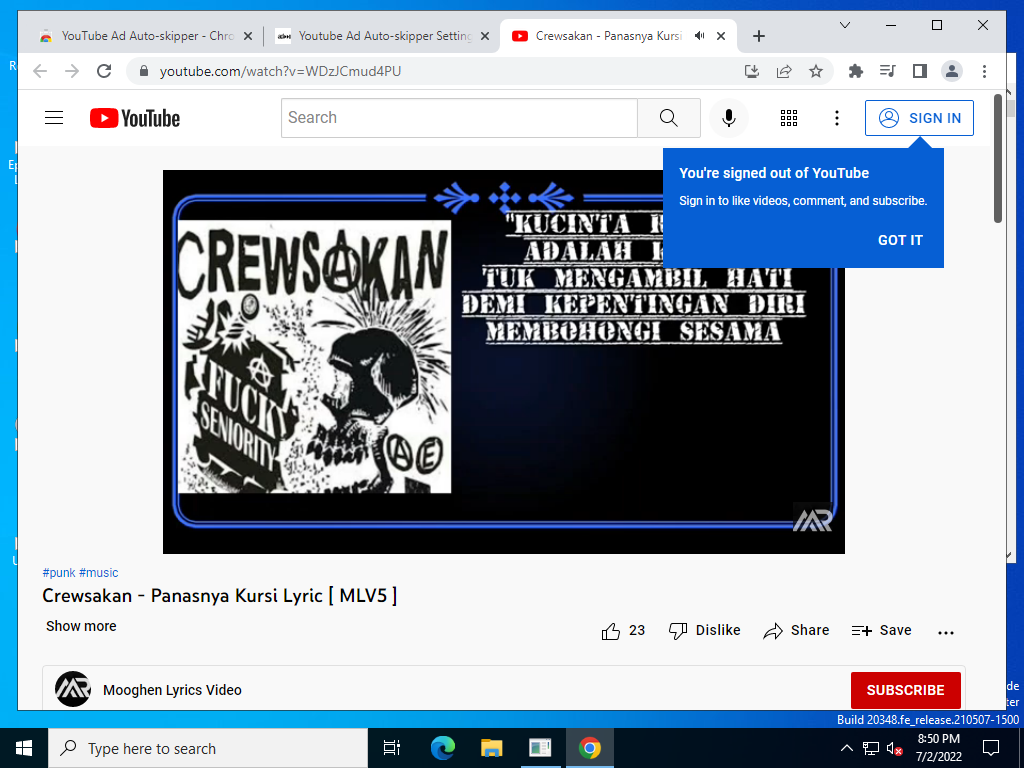 YouTube Ad Auto-skipper - Chro
Youtube Ad Auto-skipper Setting
Crewsakan - Panasnya Kursi
youtube.com/watch?v=WDzJCmud4PU
YouTube
Search
SIGN IN
You're signed out of YouTube
Sign in to like videos, comment, and subscribe.
GOT IT
"KUCINTA
ADALAH
TUK MENGAMBIL HATI
DEMI KEPENTINGAN DIRI
MEMBOHONGI SESAMA
CREWSAKAN
FUCK
SENIORITY
AE
MR
#punk #music
Crewsakan - Panasnya Kursi Lyric [ MLV5 ]
Show more
23
Dislike
Share
Save
Mooghen Lyrics Video
SUBSCRIBE
Build 20348.fe_release.210507-1500
Type here to search
8:50 PM
7/2/2022